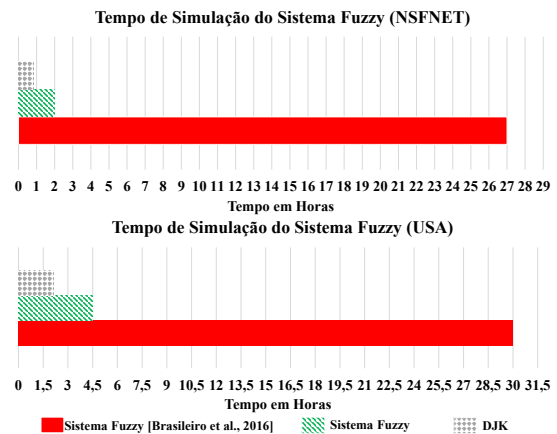 Tempo de Simulação do Sistema Fuzzy (NSFNET)
0 1 2 3 4 5 6 7 8 9 10 11 12 13 14 15 16 17 18 19 20 21 22 23 24 25 26 27 28 29
Tempo em Horas
Tempo de Simulação do Sistema Fuzzy (USA)
0 1,5 3 4,5 6 7,5 9 10,5 12 13,5 15 16,5 18 19,5 21 22,5 24 25,5 27 28,5 30 31,5
Tempo em Horas
Sistema Fuzzy [Brasileiro et al., 2016] Sistema Fuzzy DJK